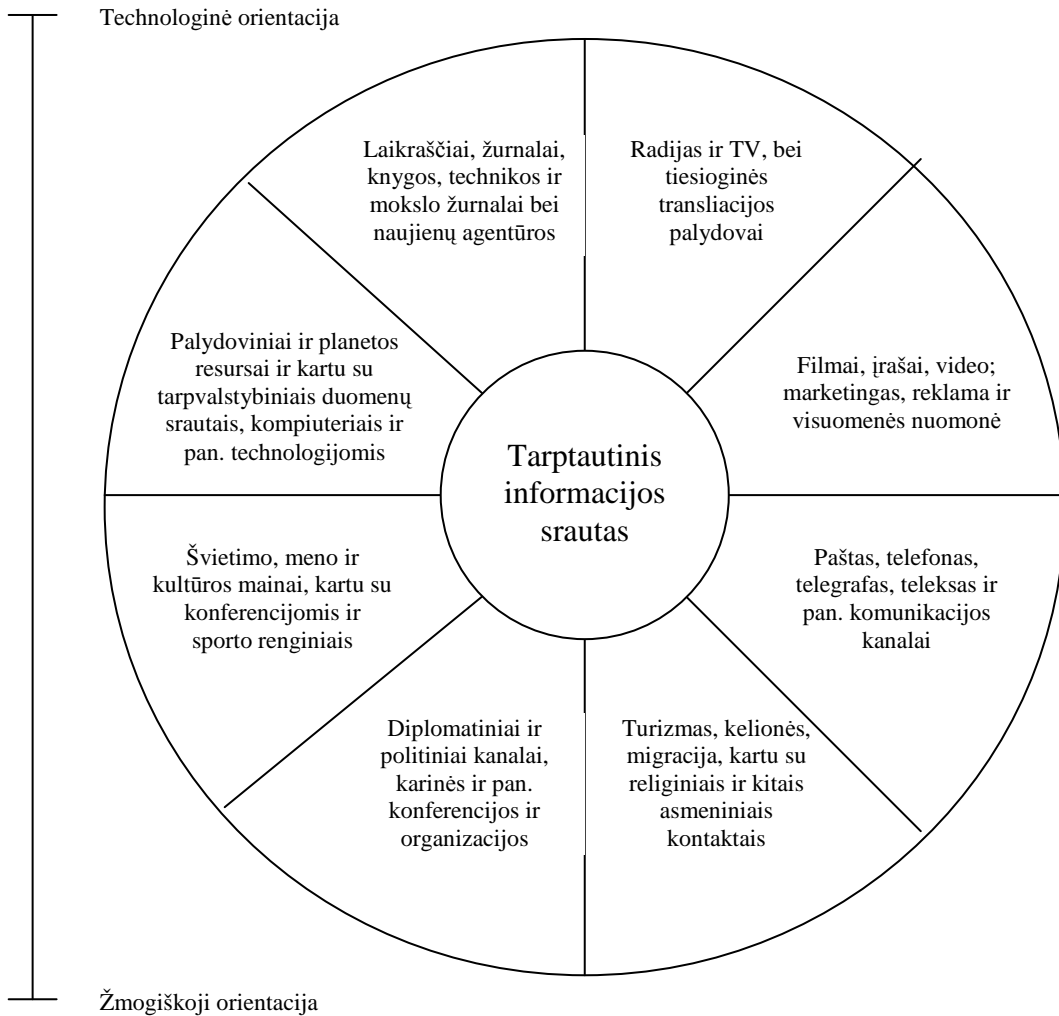 Technologinė orientacija
Laikraščiai, žurnalai,
knygos, technikos ir
mokslo žurnalai bei
naujienų agentūros
Radijas ir TV, bei
tiesioginės
transliacijos
palydovai
Palydoviniai ir planetos
resursai ir kartu su
tarpvalstybiniais duomenų
srautais, kompiuteriais ir
pan. technologijomis
Filmai, įrašai, video;
marketingas, reklama ir
visuomenės nuomonė
Tarptautinis
informacijos
srautas
Švietimo, meno ir
kultūros mainai, kartu su
konferencijomis ir
sporto renginiais
Paštas, telefonas,
telegrafas, teleksas ir
pan. komunikacijos
kanalai
Diplomatiniai ir
politiniai kanalai,
karinės ir pan.
konferencijos ir
organizacijos
Turizmas, kelionės,
migracija, kartu su
religiniais ir kitais
asmeniniais
kontaktais
Žmogiškoji orientacija